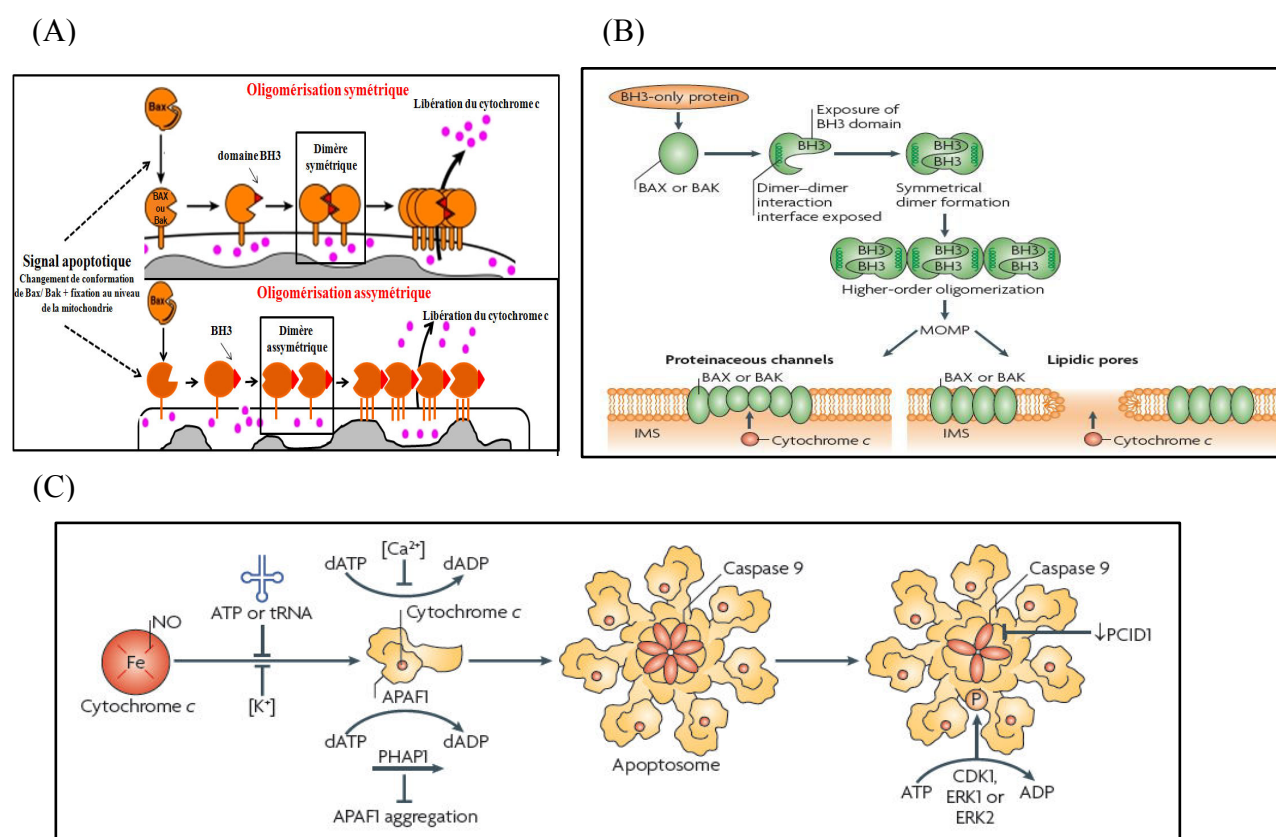 (A)
Oligomérisation symétrique
Bax
Libération du cytochrome c
domaine BH3
Dimère
symétrique
BAX
ou
Bak
Signal apoptotique
Changement de conformation
de Bax/ Bak + fixation au niveau
de la mitochondrie
Oligomérisation assymétrique
Bax
Libération du cytochrome c
BH3
Dimère
assymétrique
(B)
BH3-only protein
Exposure of
BH3 domain
BH3
BH3
BH3
BAX or BAK
Dimer–dimer
interaction
interface exposed
Symmetrical
dimer formation
BH3
BH3
BH3
BH3
BH3
BH3
Higher-order oligomerization
MOMP
Proteinaceous channels
Lipidic pores
BAX or BAK
BAX or BAK
IMS
Cytochrome c
IMS
Cytochrome c
(C)
[Ca²⁺]
dATP
dADP
Caspase 9
Caspase 9
NO
ATP or tRNA
Cytochrome c
↓PCID1
Fe
Cytochrome c
[K⁺]
APAF1
P
dATP
dADP
PHAP1
Apoptosome
APAF1 aggregation
ATP
CDK1,
ERK1 or
ERK2
ADP